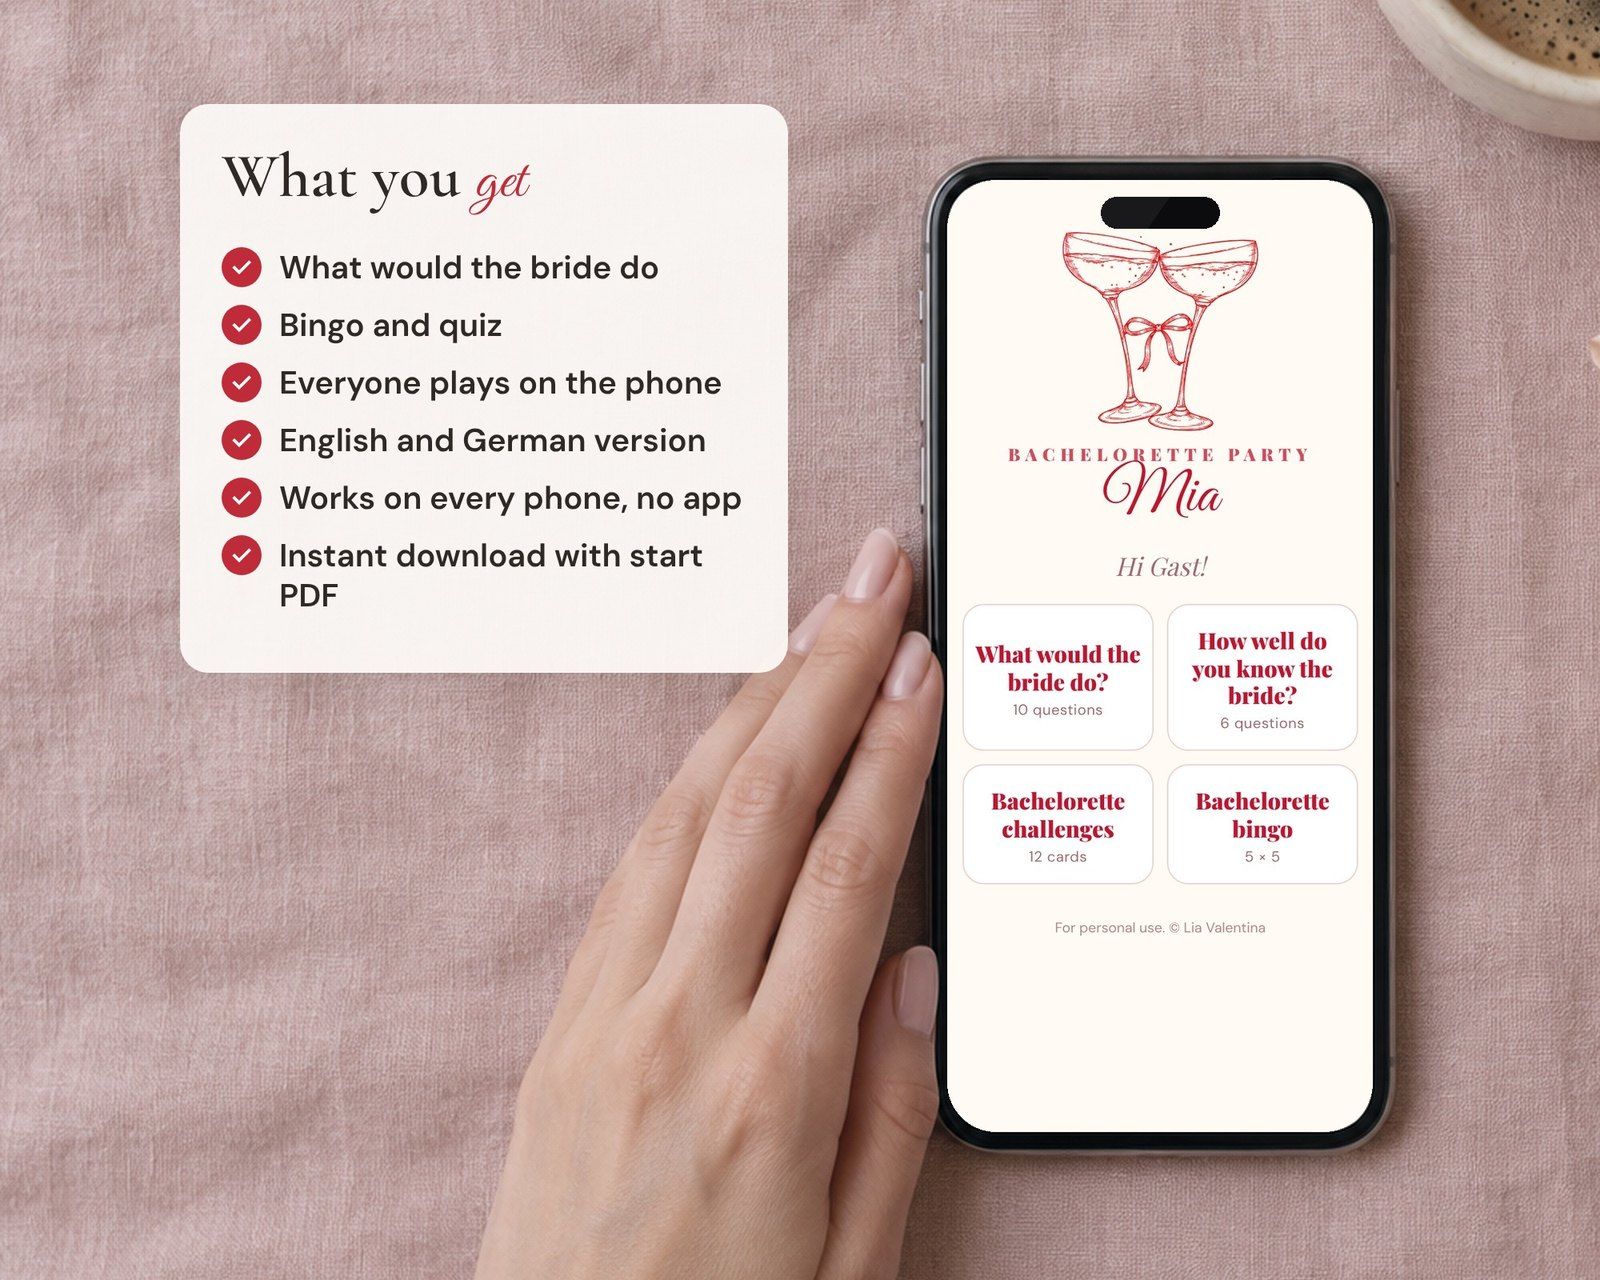 What you get
What would the bride do
Bingo and quiz
Everyone plays on the phone
English and German version
Works on every phone, no app
Instant download with start
PDF
BACHELORETTE PARTY
Mia
Hi Gast!
What would the
bride do?
10 questions
How well do
you know the
bride?
6 questions
Bachelorette
challenges
12 cards
Bachelorette
bingo
5 × 5
For personal use. © Lia Valentina